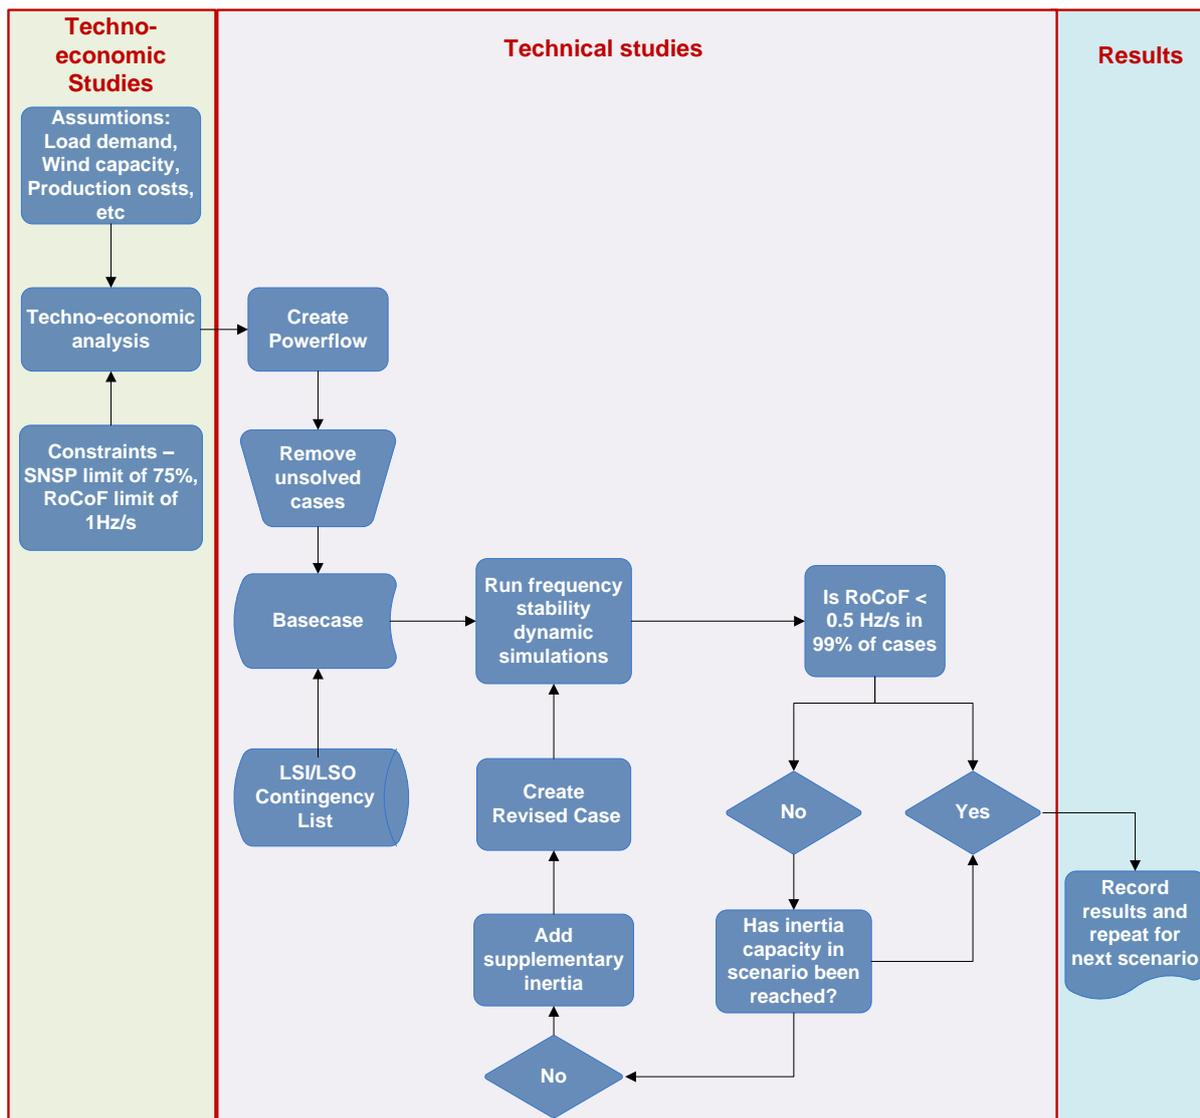 Techno-
economic
Studies
Technical studies
Results
Assumtions:
Load demand,
Wind capacity,
Production costs,
etc
Techno-economic
analysis
Constraints –
SNSP limit of 75%,
RoCoF limit of
1Hz/s
Create
Powerflow
Remove
unsolved
cases
Basecase
LSI/LSO
Contingency
List
Run frequency
stability
dynamic
simulations
Create
Revised Case
Add
supplementary
inertia
No
Is RoCoF <
0.5 Hz/s in
99% of cases
No
Yes
Has inertia
capacity in
scenario been
reached?
Record
results and
repeat for
next scenario